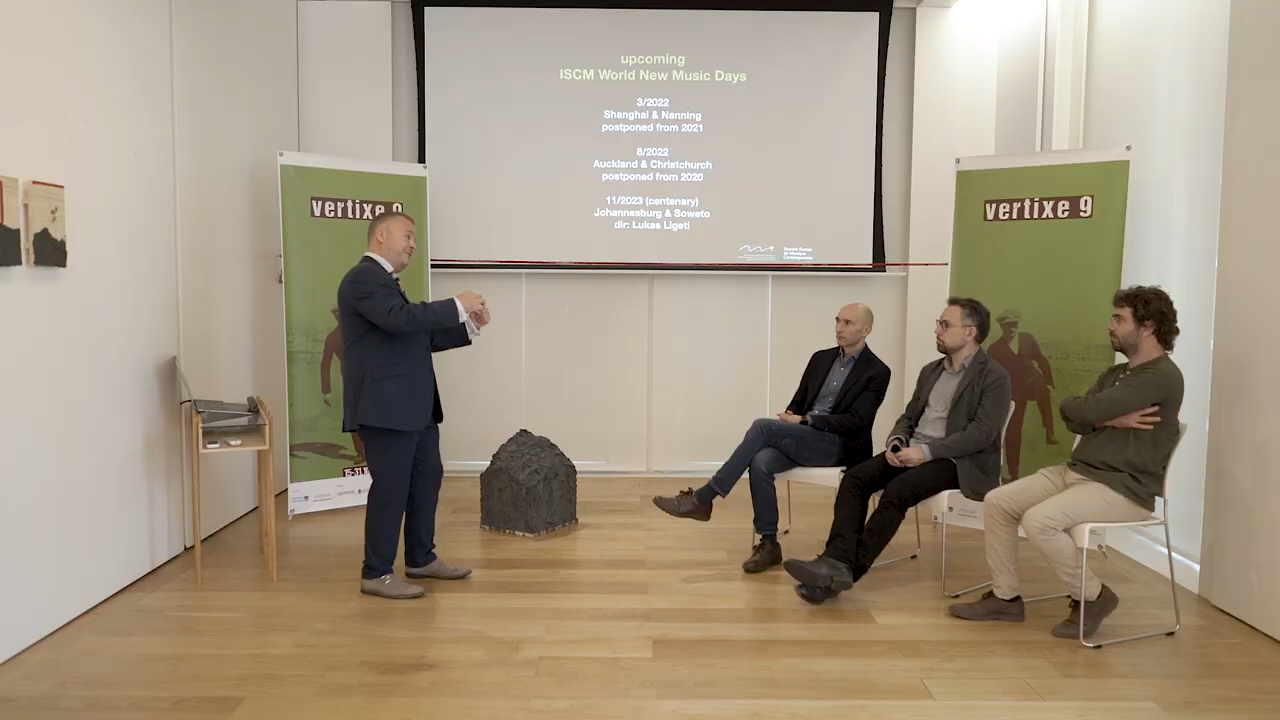 upcoming
ISCM World New Music Days
3/2022
Shanghai & Nanning
postponed from 2021
8/2022
Auckland & Christchurch
postponed from 2020
11/2023 (centenary)
Johannesburg & Soweto
dir: Lukas Ligeti
vertixe 9
vertixe 9